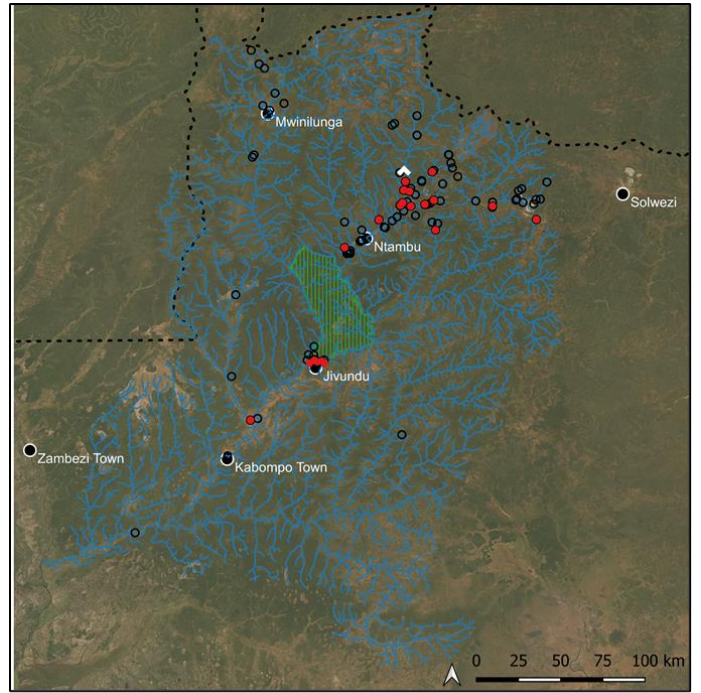 Mwinilunga
Solwezi
Ntambu
Jivundu
Zambezi Town
Kabompo Town
0 25 50 75 100 km